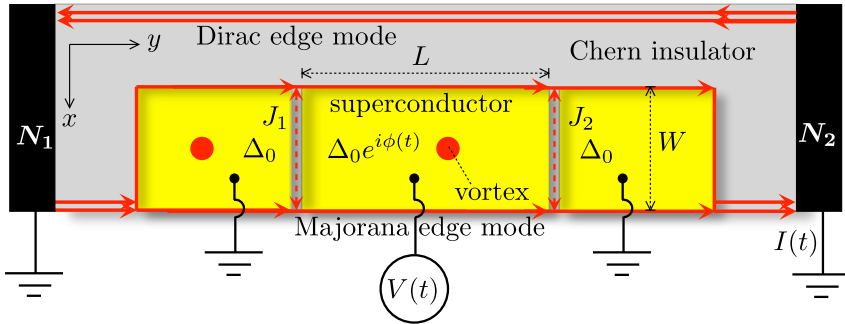 Dirac edge mode
Chern insulator
y
x
L
superconductor
J₁
J₂
N₁
N₂
Δ₀
Δ₀e^{iϕ(t)}
Δ₀
W
vortex
Majorana edge mode
I(t)
V(t)